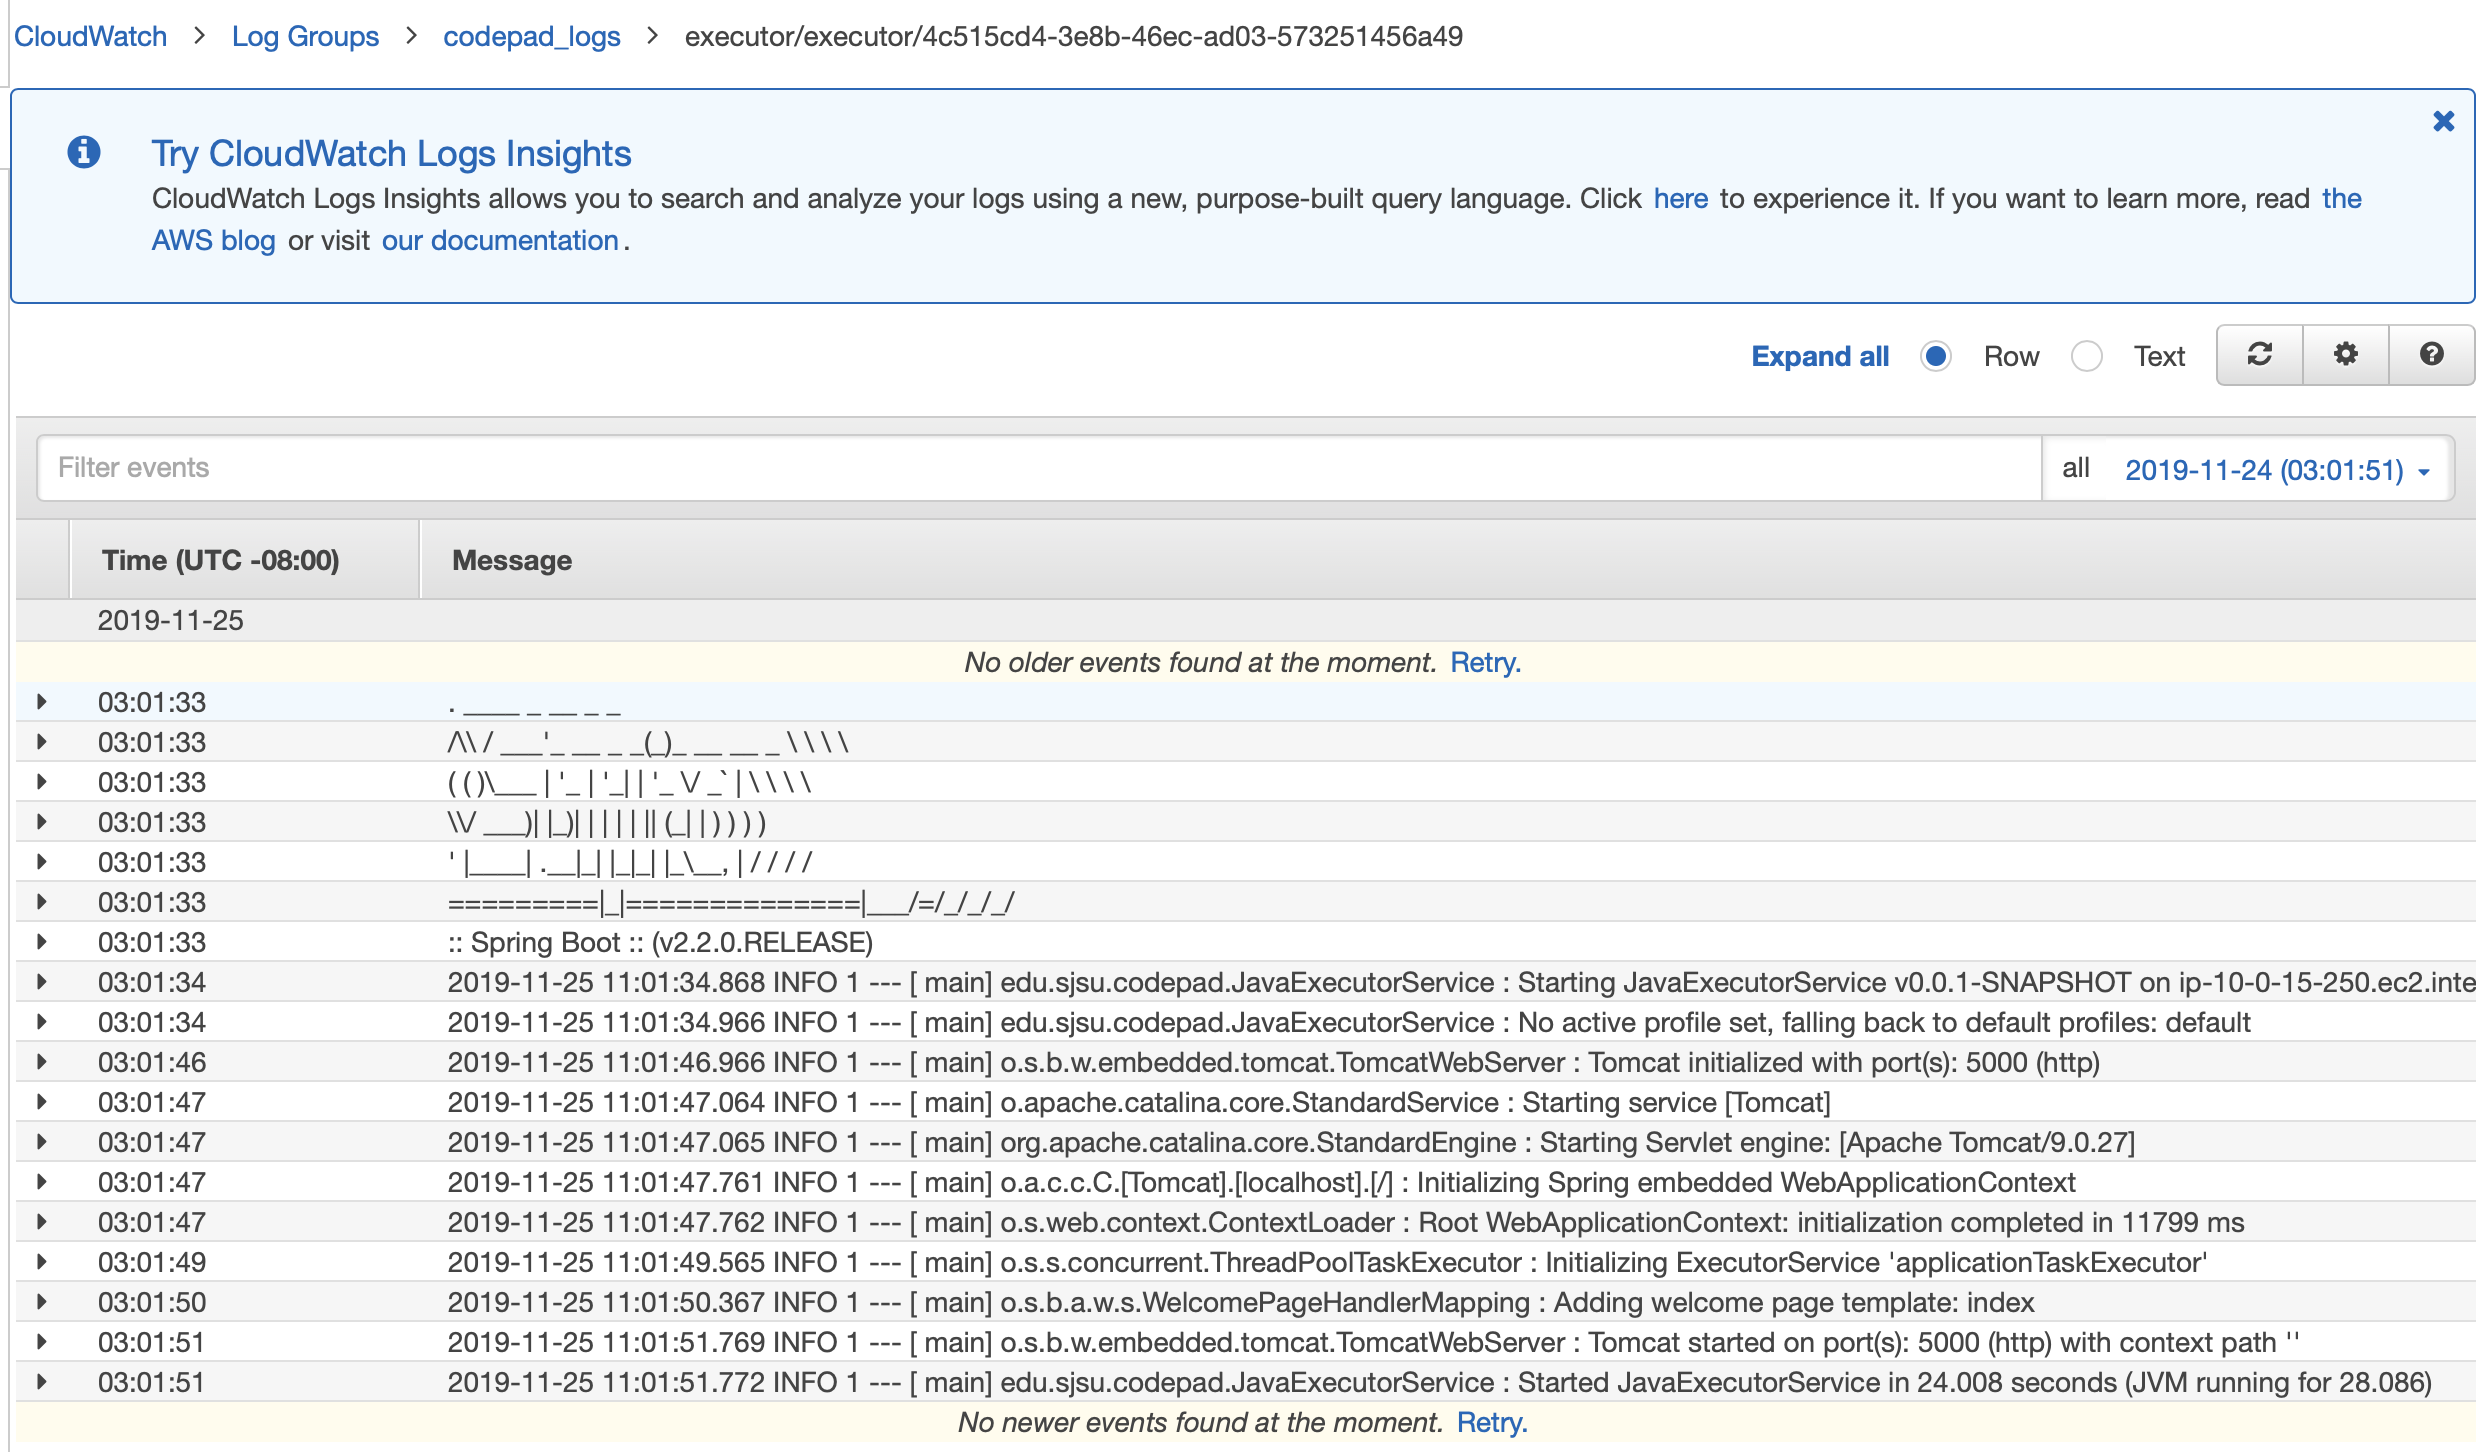 CloudWatch > Log Groups > codepad_logs > executor/executor/4c515cd4-3e8b-46ec-ad03-573251456a49
Try CloudWatch Logs Insights
CloudWatch Logs Insights allows you to search and analyze your logs using a new, purpose-built query language. Click here to experience it. If you want to learn more, read the
AWS blog or visit our documentation.
Expand all Row Text
Filter events all 2019-11-24 (03:01:51)
Time (UTC -08:00) Message
2019-11-25
No older events found at the moment. Retry.
03:01:33 . ____ _ __ _ _
03:01:33 /\\ / ___'_ __ _ _(_)_ __ __ _ \ \ \ \
03:01:33 ( ( )\___ | '_ | '_| | '_ \/ _` | \ \ \ \
03:01:33 \\/ ___)| |_)| | | | | || (_| | ) ) ) )
03:01:33 ' |____| .__|_| |_|_| |_\__, | / / / /
03:01:33 =========|_|==============|___/=/_/_/_/
03:01:33 :: Spring Boot :: (v2.2.0.RELEASE)
03:01:34 2019-11-25 11:01:34.868 INFO 1 --- [ main] edu.sjsu.codepad.JavaExecutorService : Starting JavaExecutorService v0.0.1-SNAPSHOT on ip-10-0-15-250.ec2.inte
03:01:34 2019-11-25 11:01:34.966 INFO 1 --- [ main] edu.sjsu.codepad.JavaExecutorService : No active profile set, falling back to default profiles: default
03:01:46 2019-11-25 11:01:46.966 INFO 1 --- [ main] o.s.b.w.embedded.tomcat.TomcatWebServer : Tomcat initialized with port(s): 5000 (http)
03:01:47 2019-11-25 11:01:47.064 INFO 1 --- [ main] o.apache.catalina.core.StandardService : Starting service [Tomcat]
03:01:47 2019-11-25 11:01:47.065 INFO 1 --- [ main] org.apache.catalina.core.StandardEngine : Starting Servlet engine: [Apache Tomcat/9.0.27]
03:01:47 2019-11-25 11:01:47.761 INFO 1 --- [ main] o.a.c.c.C.[Tomcat].[localhost].[/] : Initializing Spring embedded WebApplicationContext
03:01:47 2019-11-25 11:01:47.762 INFO 1 --- [ main] o.s.web.context.ContextLoader : Root WebApplicationContext: initialization completed in 11799 ms
03:01:49 2019-11-25 11:01:49.565 INFO 1 --- [ main] o.s.s.concurrent.ThreadPoolTaskExecutor : Initializing ExecutorService 'applicationTaskExecutor'
03:01:50 2019-11-25 11:01:50.367 INFO 1 --- [ main] o.s.b.a.w.s.WelcomePageHandlerMapping : Adding welcome page template: index
03:01:51 2019-11-25 11:01:51.769 INFO 1 --- [ main] o.s.b.w.embedded.tomcat.TomcatWebServer : Tomcat started on port(s): 5000 (http) with context path ''
03:01:51 2019-11-25 11:01:51.772 INFO 1 --- [ main] edu.sjsu.codepad.JavaExecutorService : Started JavaExecutorService in 24.008 seconds (JVM running for 28.086)
No newer events found at the moment. Retry.